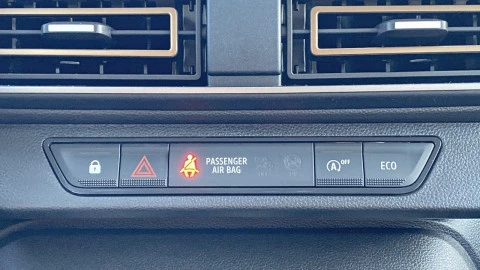 PASSENGER
AIR BAG
A OFF
ECO